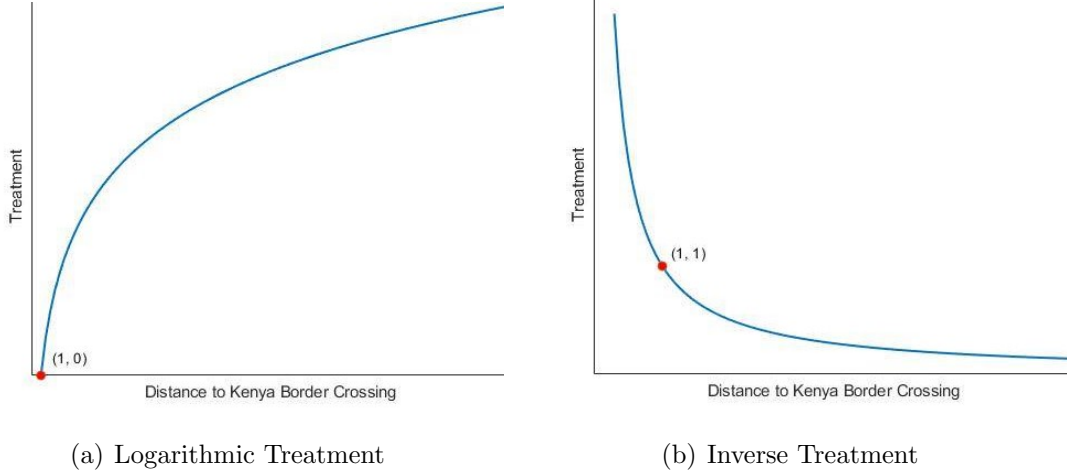 Treatment
(1, 0)
Distance to Kenya Border Crossing
(a) Logarithmic Treatment
Treatment
(1, 1)
Distance to Kenya Border Crossing
(b) Inverse Treatment